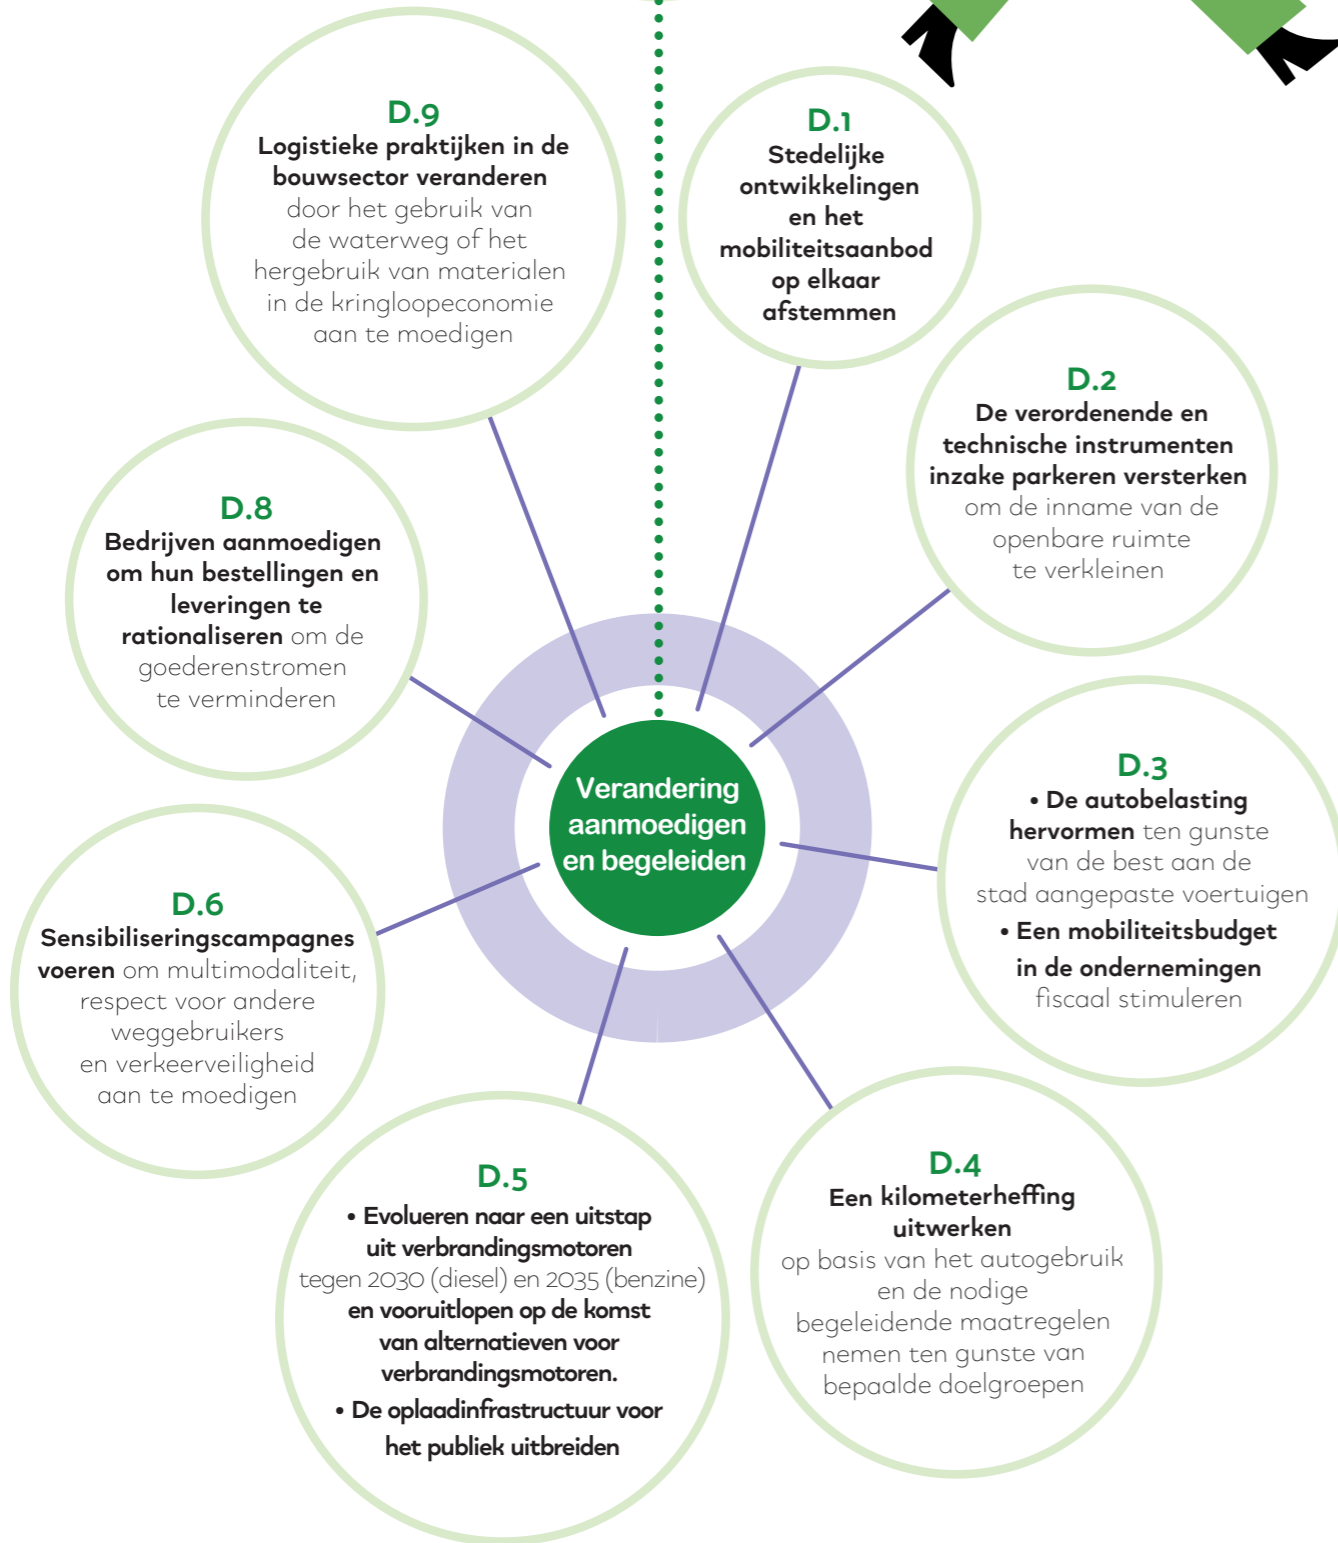 D.9
Logistieke praktijken in de
bouwsector veranderen
door het gebruik van
de waterweg of het
hergebruik van materialen
in de kringloopeconomie
aan te moedigen
D.1
Stedelijke
ontwikkelingen
en het
mobiliteitsaanbod
op elkaar
afstemmen
D.2
De verordenende en
technische instrumenten
inzake parkeren versterken
om de inname van de
openbare ruimte
te verkleinen
D.8
Bedrijven aanmoedigen
om hun bestellingen en
leveringen te
rationaliseren om de
goederenstromen
te verminderen
Verandering
aanmoedigen
en begeleiden
D.3
• De autobelasting
hervormen ten gunste
van de best aan de
stad aangepaste voertuigen
• Een mobiliteitsbudget
in de ondernemingen
fiscaal stimuleren
D.6
Sensibiliseringscampagnes
voeren om multimodaliteit,
respect voor andere
weggebruikers
en verkeerveiligheid
aan te moedigen
D.5
• Evolueren naar een uitstap
uit verbrandingsmotoren
tegen 2030 (diesel) en 2035 (benzine)
en vooruitlopen op de komst
van alternatieven voor
verbrandingsmotoren.
• De oplaadinfrastructuur voor
het publiek uitbreiden
D.4
Een kilometerheffing
uitwerken
op basis van het autogebruik
en de nodige
begeleidende maatregelen
nemen ten gunste van
bepaalde doelgroepen